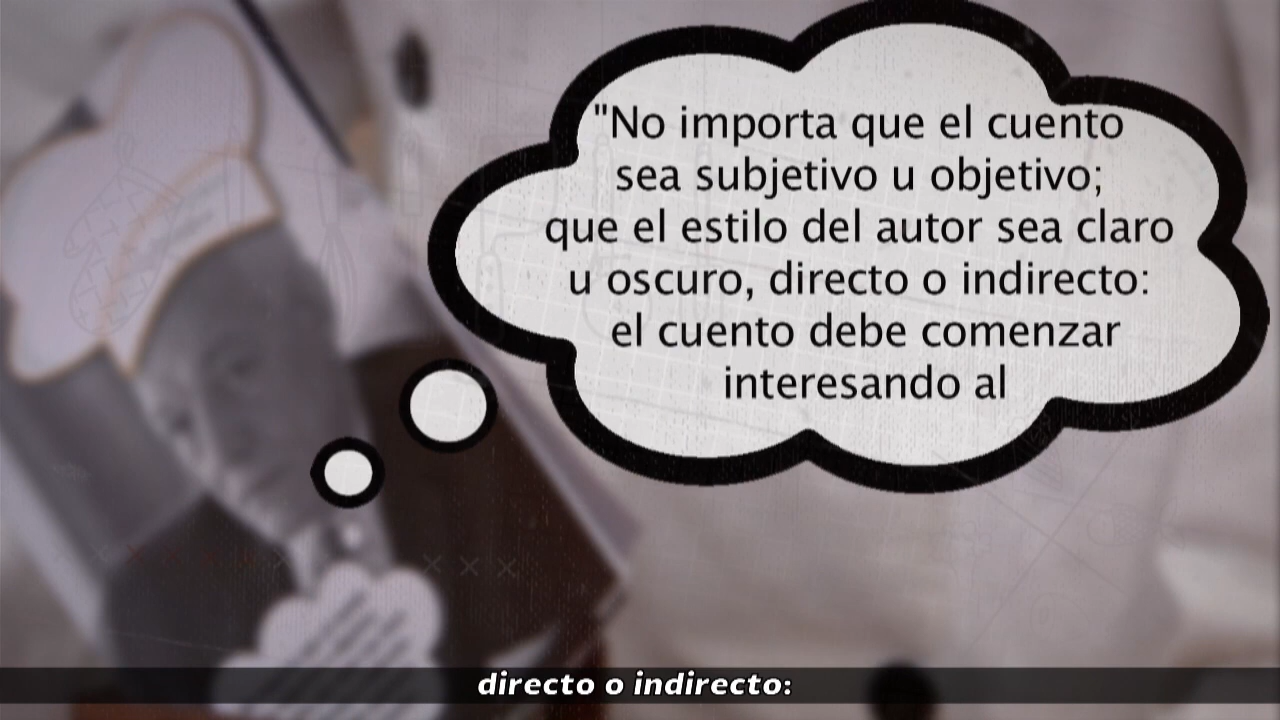 "No importa que el cuento
sea subjetivo u objetivo;
que el estilo del autor sea claro
u oscuro, directo o indirecto:
el cuento debe comenzar
interesando al
directo o indirecto: